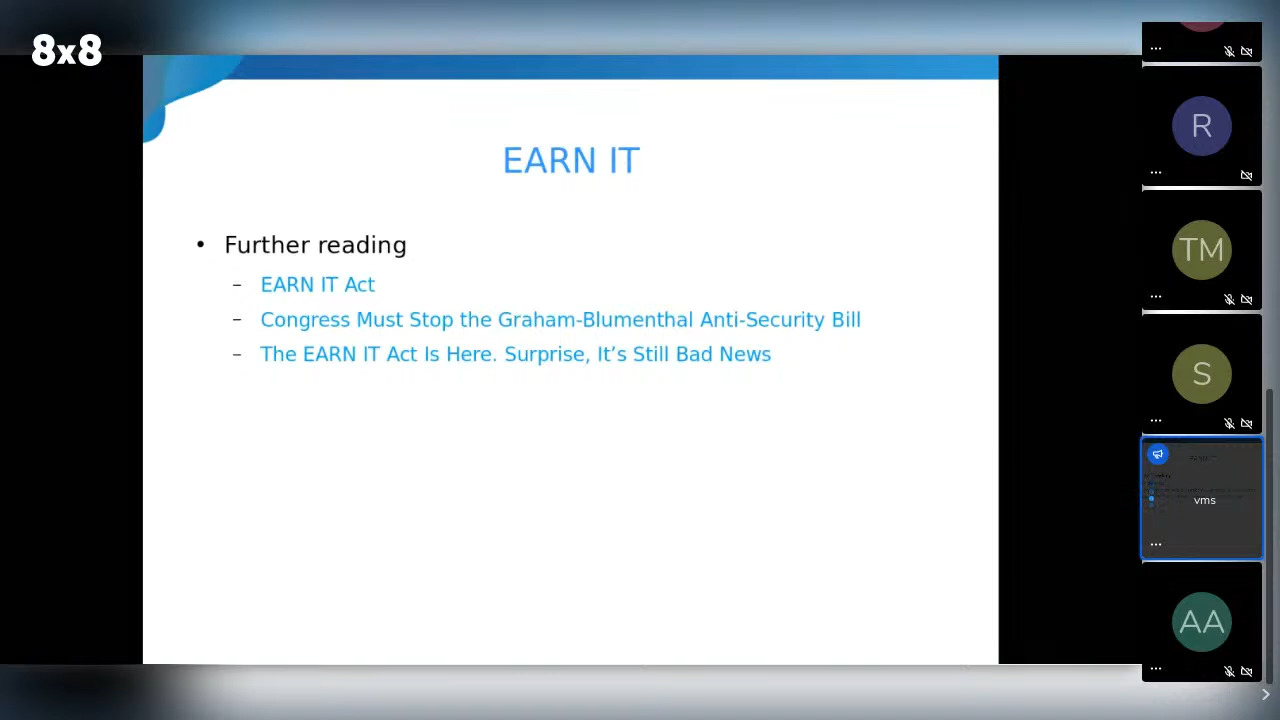 8x8
EARN IT
• Further reading
– EARN IT Act
– Congress Must Stop the Graham-Blumenthal Anti-Security Bill
– The EARN IT Act Is Here. Surprise, It's Still Bad News
R
TM
S
vms
AA